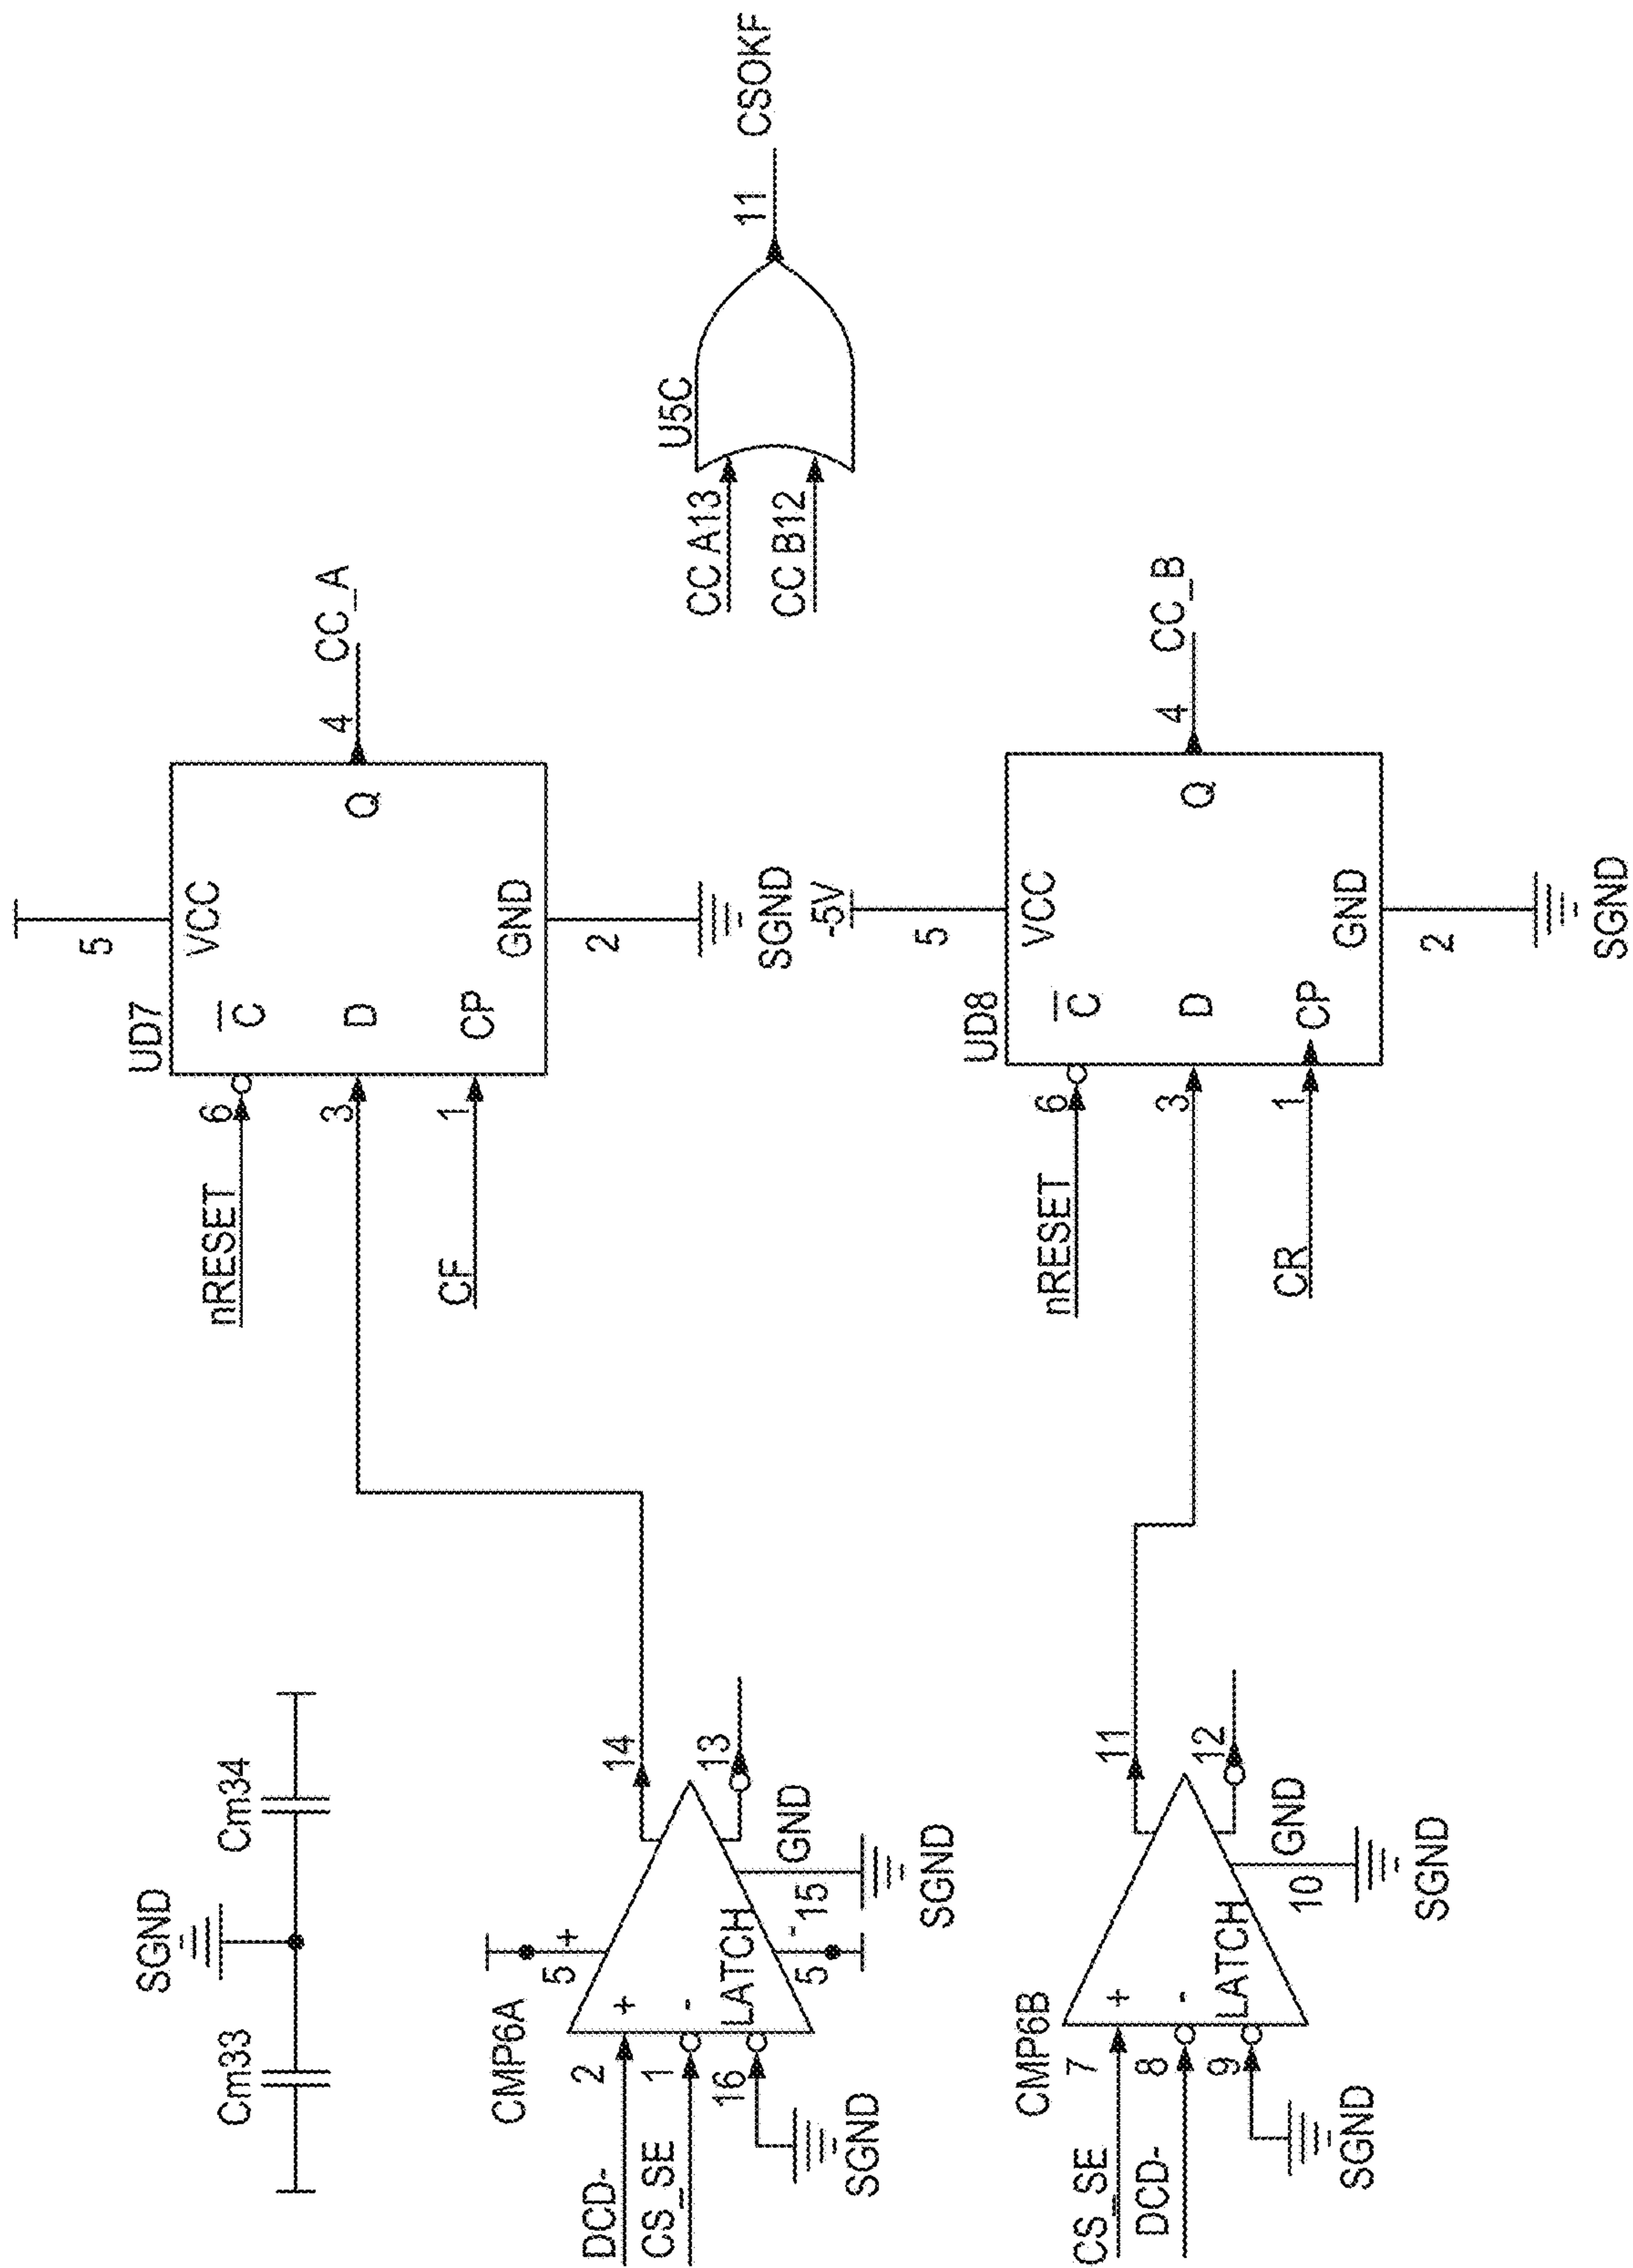 SGND
Cm33
Cm34
CMP6A
5
+
DCD-
2
+
CS_SE
1
-
16
LATCH
SGND
5
-
15
GND
SGND
14
13
nRESET
6
UD7
5
VCC
C
3
D
Q
4
CC_A
CF
1
CP
GND
2
SGND
CMP6B
CS_SE
7
+
DCD-
8
-
9
LATCH
SGND
10
GND
SGND
11
12
-5V
nRESET
6
UD8
5
VCC
C
3
D
Q
4
CC_B
CR
1
CP
GND
2
SGND
U5C
CC A13
CC B12
11
CSOKF